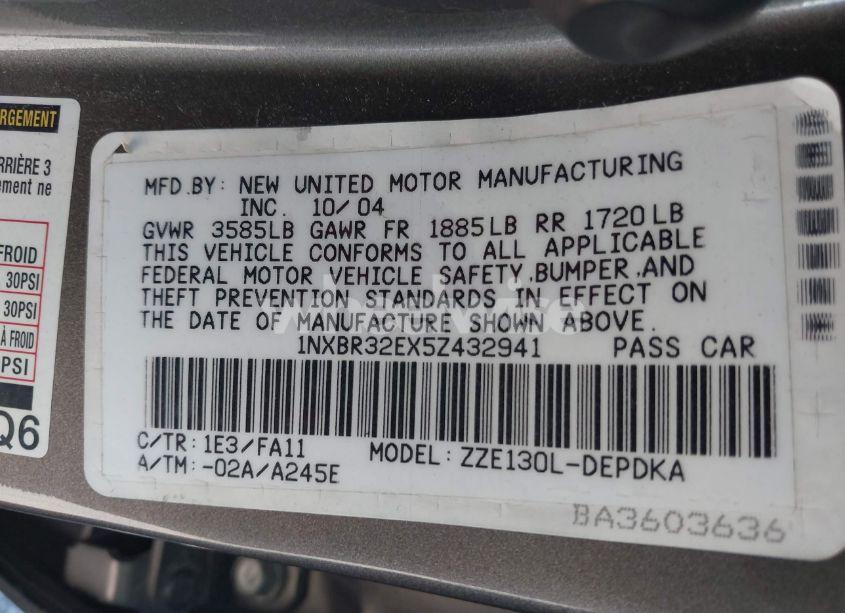 RGEMENT
RRIÈRE 3
ement ne
FROID
30PSI
30PSI
À FROID
PSI
Q6
MFD.BY: NEW UNITED MOTOR MANUFACTURING
INC. 10/04
GVWR 3585LB GAWR FR 1885LB RR 1720LB
THIS VEHICLE CONFORMS TO ALL APPLICABLE
FEDERAL MOTOR VEHICLE SAFETY,BUMPER,AND
THEFT PREVENTION STANDARDS IN EFFECT ON
THE DATE OF MANUFACTURE SHOWN ABOVE.
1NXBR32EX5Z432941 PASS CAR
C/TR: 1E3/FA11
A/TM: -02A/A245E
MODEL: ZZE130L-DEPDKA
BA3603636